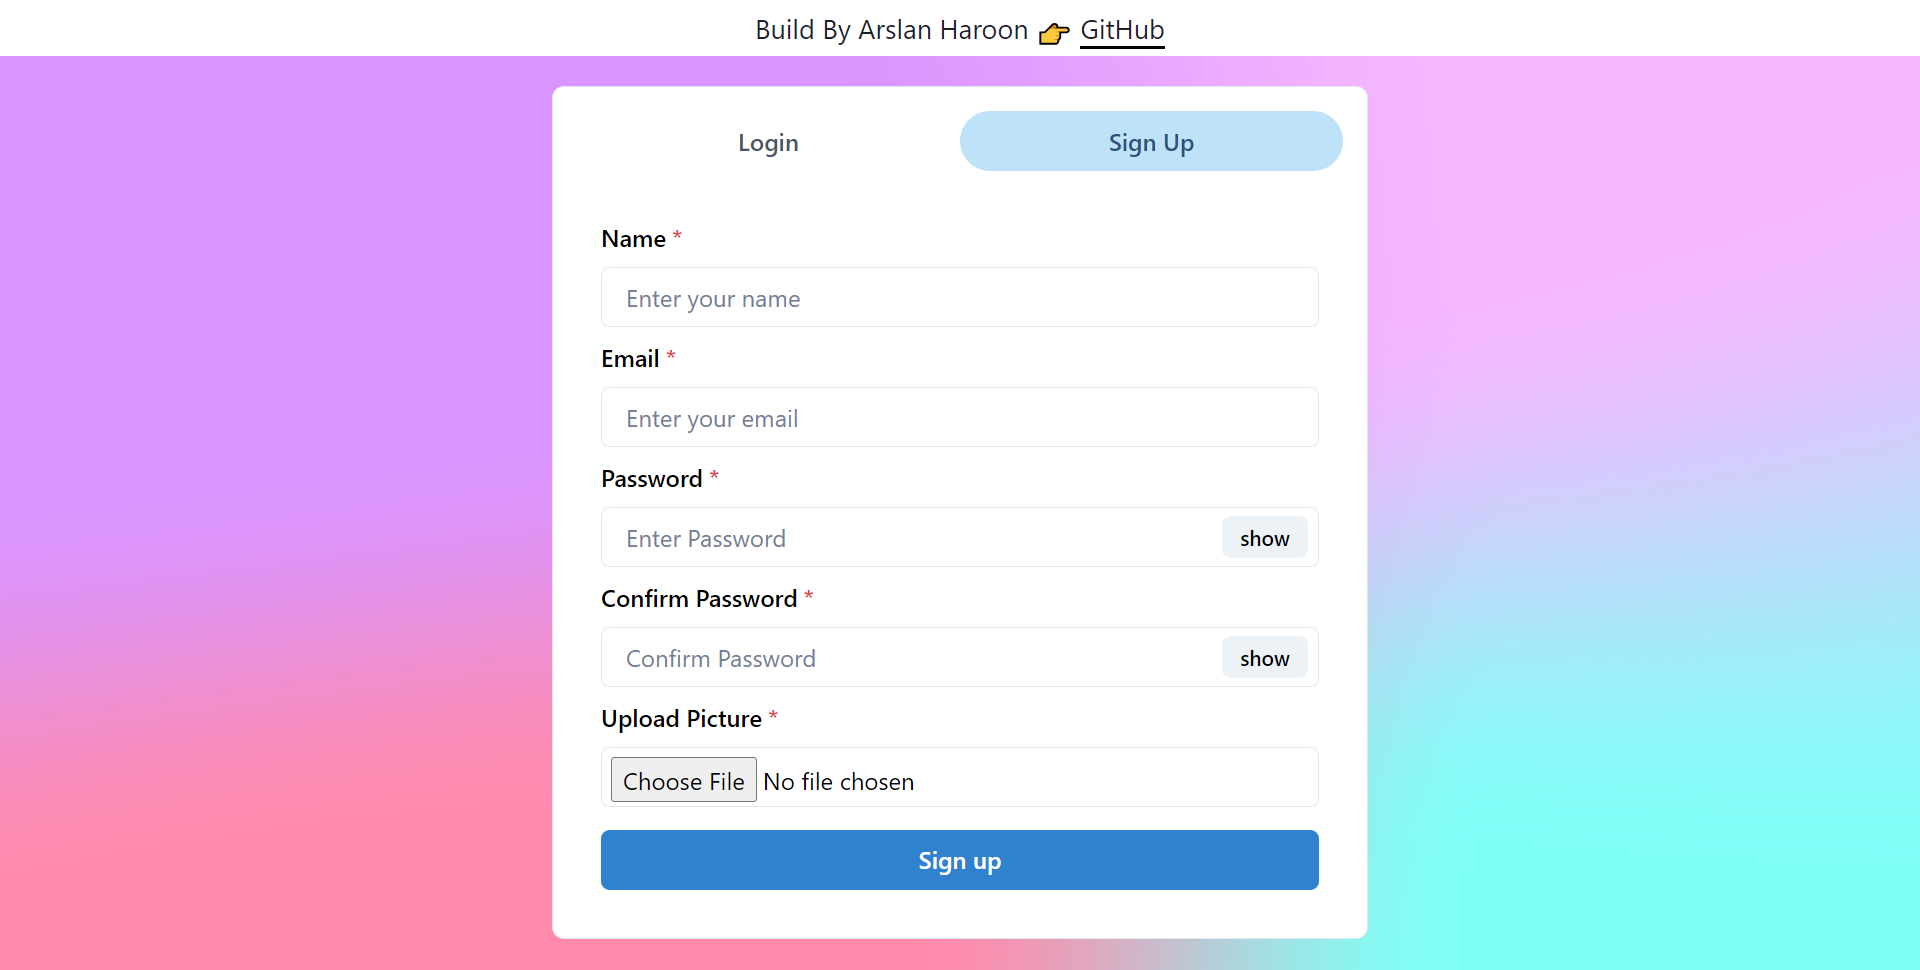 Build By Arslan Haroon 👉 GitHub
Login
Sign Up
Name *
Enter your name
Email *
Enter your email
Password *
Enter Password
show
Confirm Password *
Confirm Password
show
Upload Picture *
Choose File No file chosen
Sign up